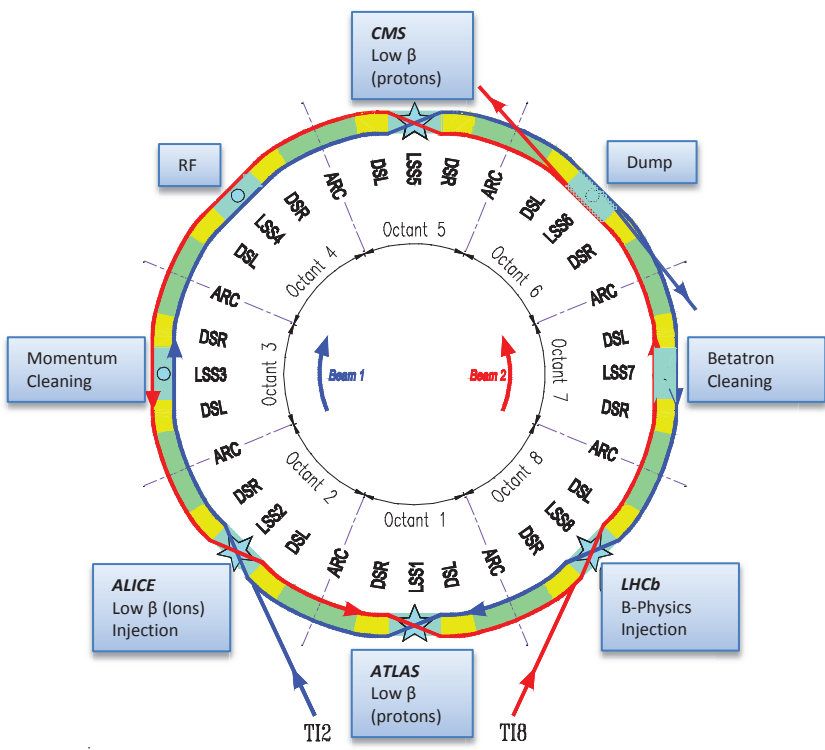 CMS
Low β
(protons)
RF
Dump
DSL
LSS5
DSR
ARC
ARC
DSR
LSS4
DSL
DSL
LSS6
DSR
Octant 5
Octant 4
Octant 6
ARC
ARC
Momentum
Cleaning
DSR
LSS3
DSL
Octant 3
Beam 1
Beam 2
Octant 7
DSL
LSS7
DSR
Betatron
Cleaning
ARC
ARC
Octant 2
Octant 8
Octant 1
DSR
LSS2
DSL
DSL
LSS8
DSR
ARC
ARC
DSR
LSS1
DSL
ALICE
Low β (Ions)
Injection
LHCb
B-Physics
Injection
ATLAS
Low β
(protons)
TI2
TI8